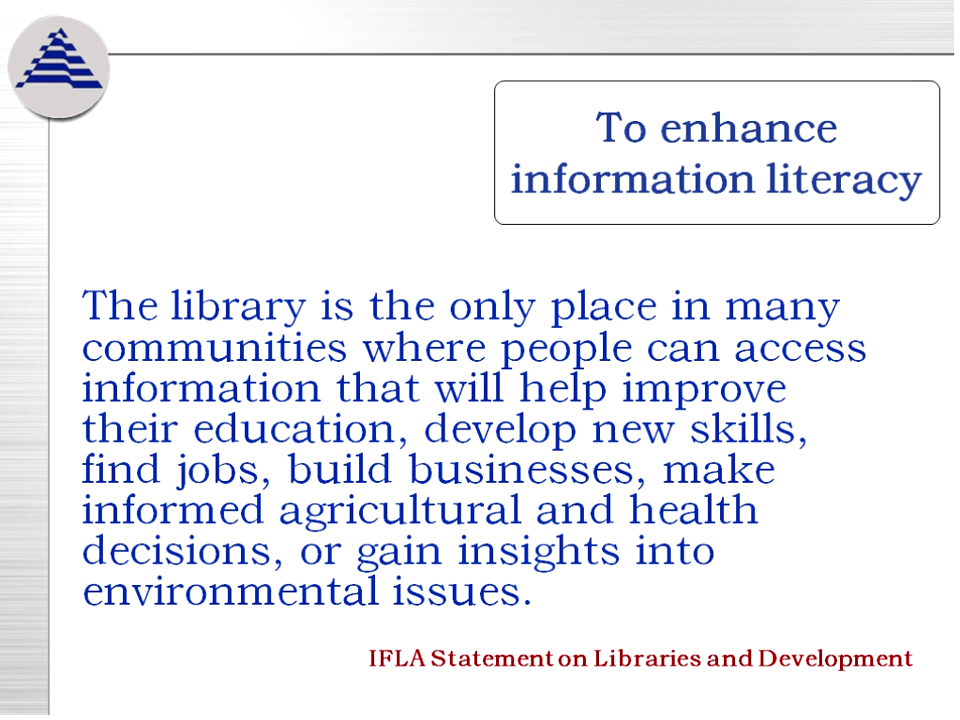 To enhance
information literacy
The library is the only place in many
communities where people can access
information that will help improve
their education, develop new skills,
find jobs, build businesses, make
informed agricultural and health
decisions, or gain insights into
environmental issues.
IFLA Statement on Libraries and Development